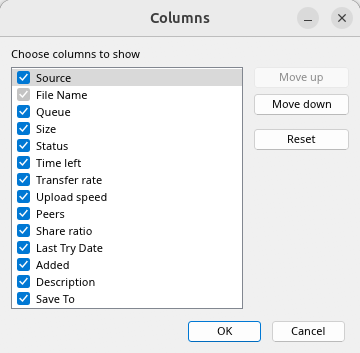 Columns
Choose columns to show
Source
File Name
Queue
Size
Status
Time left
Transfer rate
Upload speed
Peers
Share ratio
Last Try Date
Added
Description
Save To
Move up
Move down
Reset
OK
Cancel